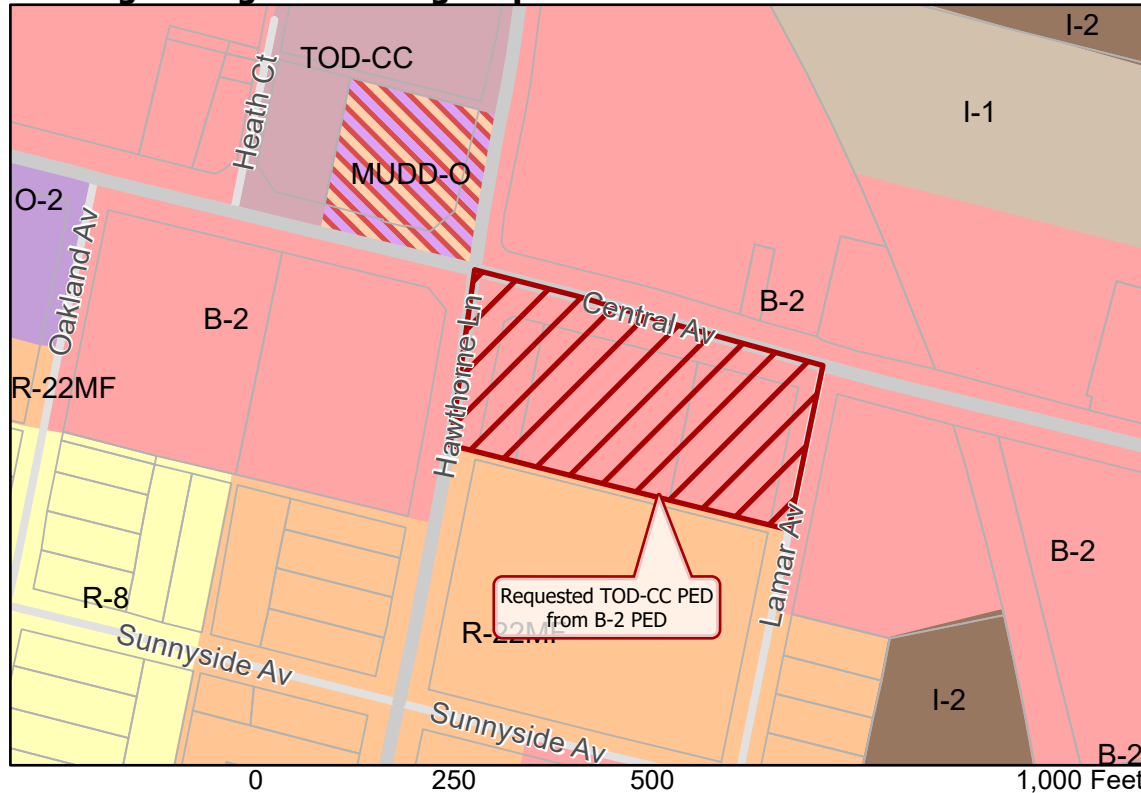 I-2
TOD-CC
I-1
Heath Ct
MUDD-O
O-2
Oakland Av
B-2
Central Av
B-2
Hawthorne Ln
R-22MF
B-2
Requested TOD-CC PED
from B-2 PED
Lamar Av
R-8
R-22MF
Sunnyside Av
I-2
Sunnyside Av
B-2
0 250 500 1,000 Feet